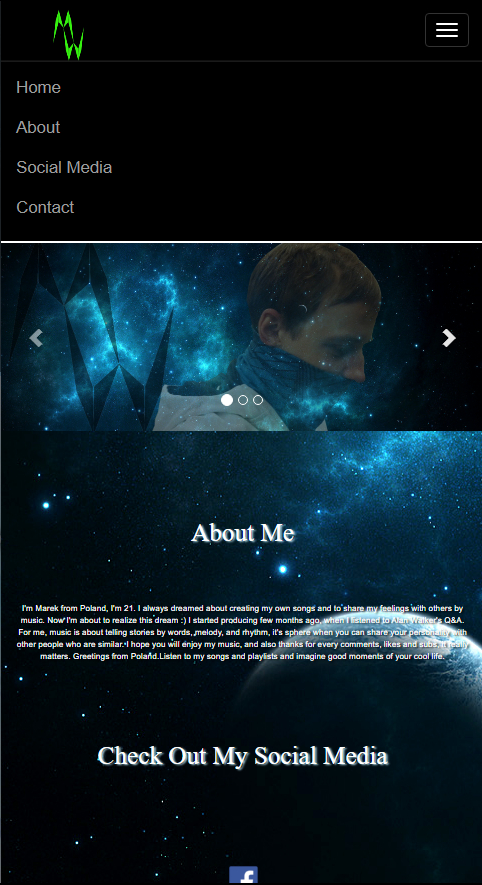 Home
About
Social Media
Contact
About Me
I'm Marek from Poland, I'm 21. I always dreamed about creating my own songs and to share my feelings with others by
music. Now I'm about to realize this dream :) I started producing few months ago, when I listened to Alan Walker's Q&A.
For me, music is about telling stories by words, melody, and rhythm, it's sphere when you can share your personality with
other people who are similar. I hope you will enjoy my music, and also thanks for every comments, likes and subs, it really
matters. Greetings from Poland.Listen to my songs and playlists and imagine good moments of your cool life.
Check Out My Social Media